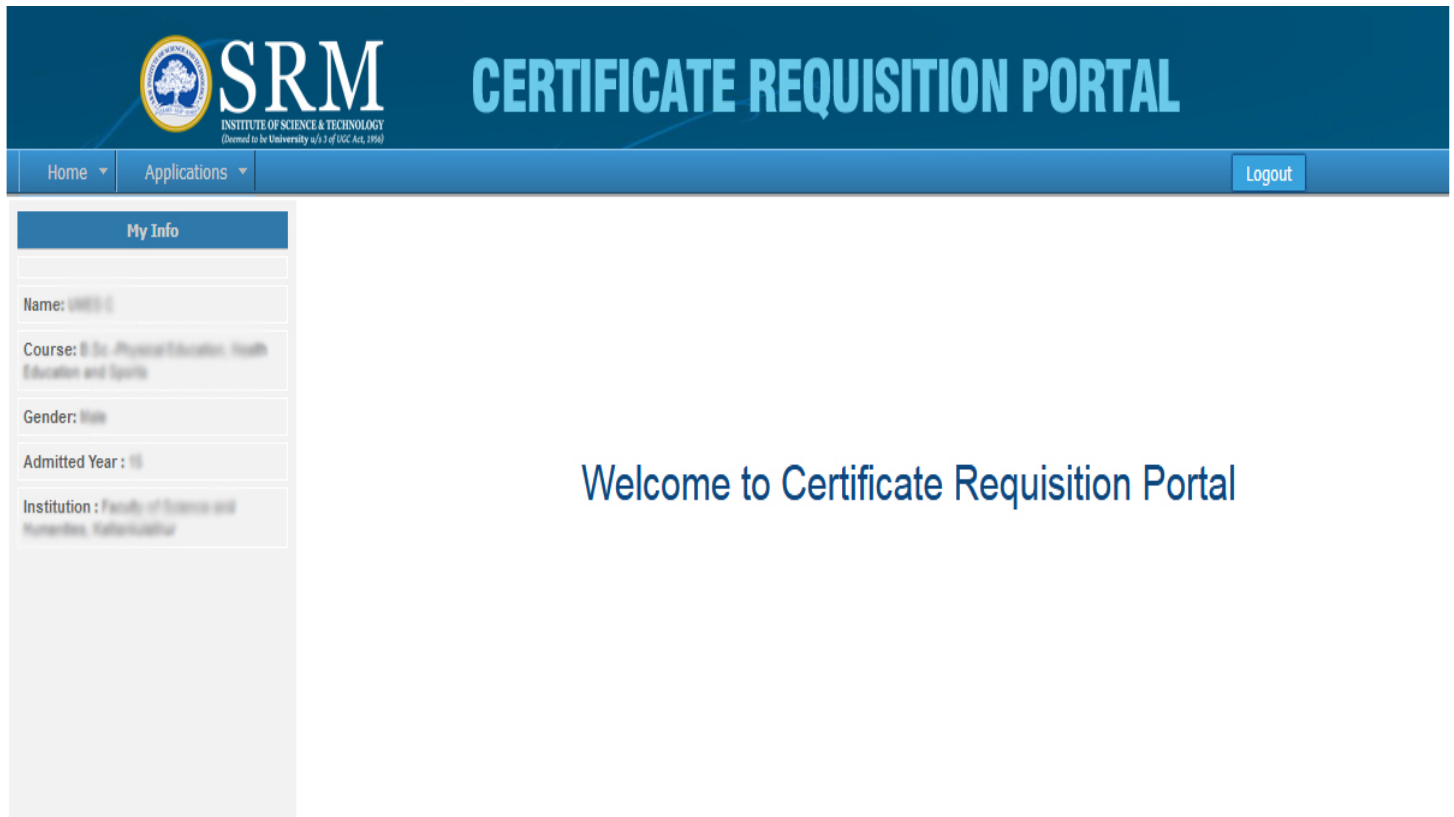 SRM
INSTITUTE OF SCIENCE & TECHNOLOGY
(Deemed to be University u/s 3 of UGC Act, 1956)
CERTIFICATE REQUISITION PORTAL
Home
Applications
Logout
My Info
Name:
Course:
Gender:
Admitted Year :
Institution :
Welcome to Certificate Requisition Portal